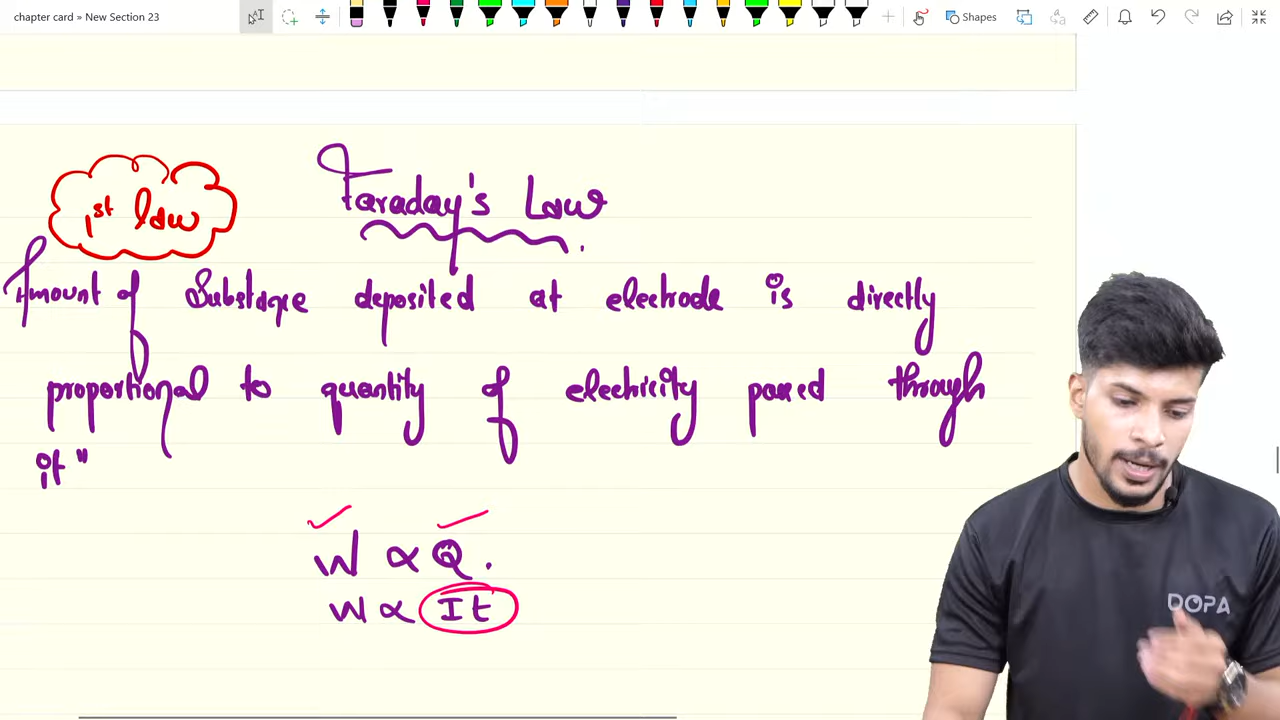 chapter card » New Section 23
Shapes
1st law
Faraday's Law
Amount of Substance deposited at electrode is directly
proportional to quantity of electricity passed through
it"
W ∝ Q.
W ∝ It
DOPA